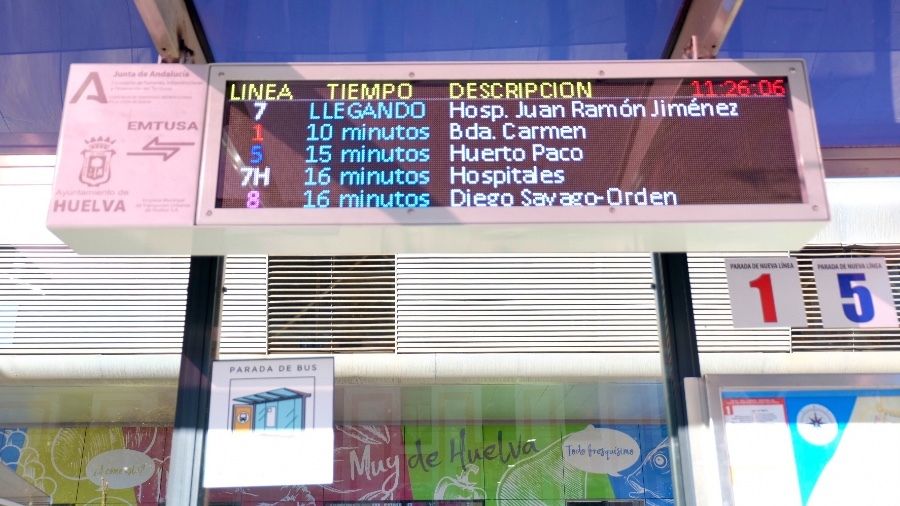 Junta de Andalucía
EMTUSA
Ayuntamiento de
HUELVA
LINEA TIEMPO DESCRIPCION 11:26:06
7 LLEGANDO Hosp. Juan Ramón Jiménez
1 10 minutos Bda. Carmen
5 15 minutos Huerto Paco
7H 16 minutos Hospitales
8 16 minutos Diego Sayago-Orden
PARADA DE NUEVA LÍNEA
1
PARADA DE NUEVA LÍNEA
5
PARADA DE BUS
Muy de Huelva
Todo fresquísimo